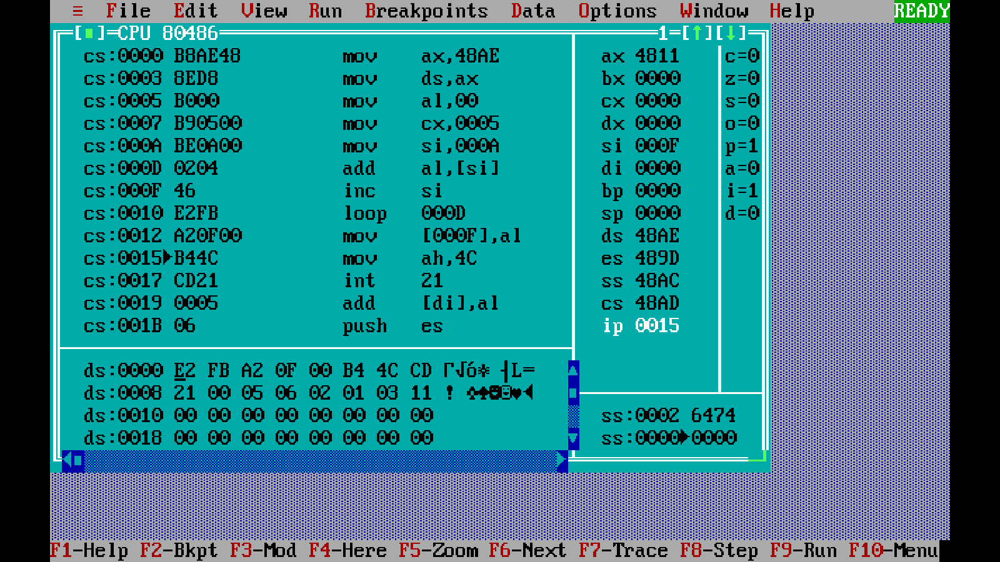 ≡ File Edit View Run Breakpoints Data Options Window Help READY
[■]=CPU 80486 1=[↑][↓]
cs:0000 B8AE48 mov ax,48AE ax 4811 c=0
cs:0003 8ED8 mov ds,ax bx 0000 z=0
cs:0005 B000 mov al,00 cx 0000 s=0
cs:0007 B90500 mov cx,0005 dx 0000 o=0
cs:000A BE0A00 mov si,000A si 000F p=1
cs:000D 0204 add al,[si] di 0000 a=0
cs:000F 46 inc si bp 0000 i=1
cs:0010 E2FB loop 000D sp 0000 d=0
cs:0012 A20F00 mov [000F],al ds 48AE
cs:0015►B44C mov ah,4C es 489D
cs:0017 CD21 int 21 ss 48AC
cs:0019 0005 add [di],al cs 48AD
cs:001B 06 push es ip 0015
ds:0000 E2 FB A2 0F 00 B4 4C CD Γ√ó☼ ┤L=
ds:0008 21 00 05 06 02 01 03 11 ! ♣♠☻☺♥◄
ds:0010 00 00 00 00 00 00 00 00 ss:0002 6474
ds:0018 00 00 00 00 00 00 00 00 ss:0000►0000
F1-Help F2-Bkpt F3-Mod F4-Here F5-Zoom F6-Next F7-Trace F8-Step F9-Run F10-Menu